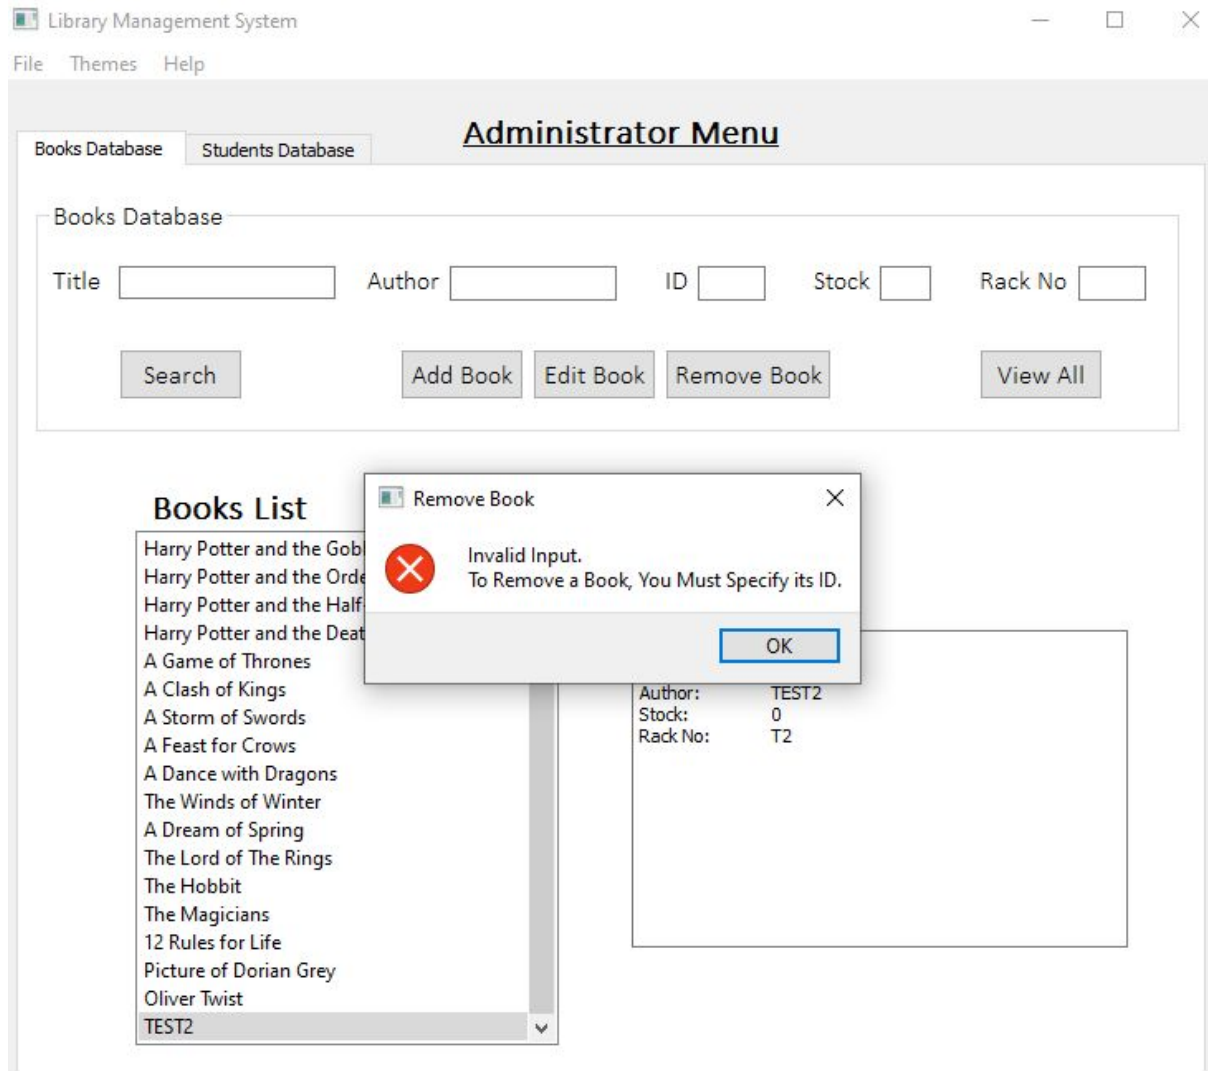 Library Management System
File Themes Help
Administrator Menu
Books Database Students Database
Books Database
Title Author ID Stock Rack No
Search Add Book Edit Book Remove Book View All
Books List
Harry Potter and the
Harry Potter and the
Harry Potter and the
Harry Potter and the
A Game of Thrones
A Clash of Kings
A Storm of Swords
A Feast for Crows
A Dance with Dragons
The Winds of Winter
A Dream of Spring
The Lord of The Rings
The Hobbit
The Magicians
12 Rules for Life
Picture of Dorian Grey
Oliver Twist
TEST2
Remove Book
Invalid Input.
To Remove a Book, You Must Specify its ID.
OK
Author: TEST2
Stock: 0
Rack No: T2